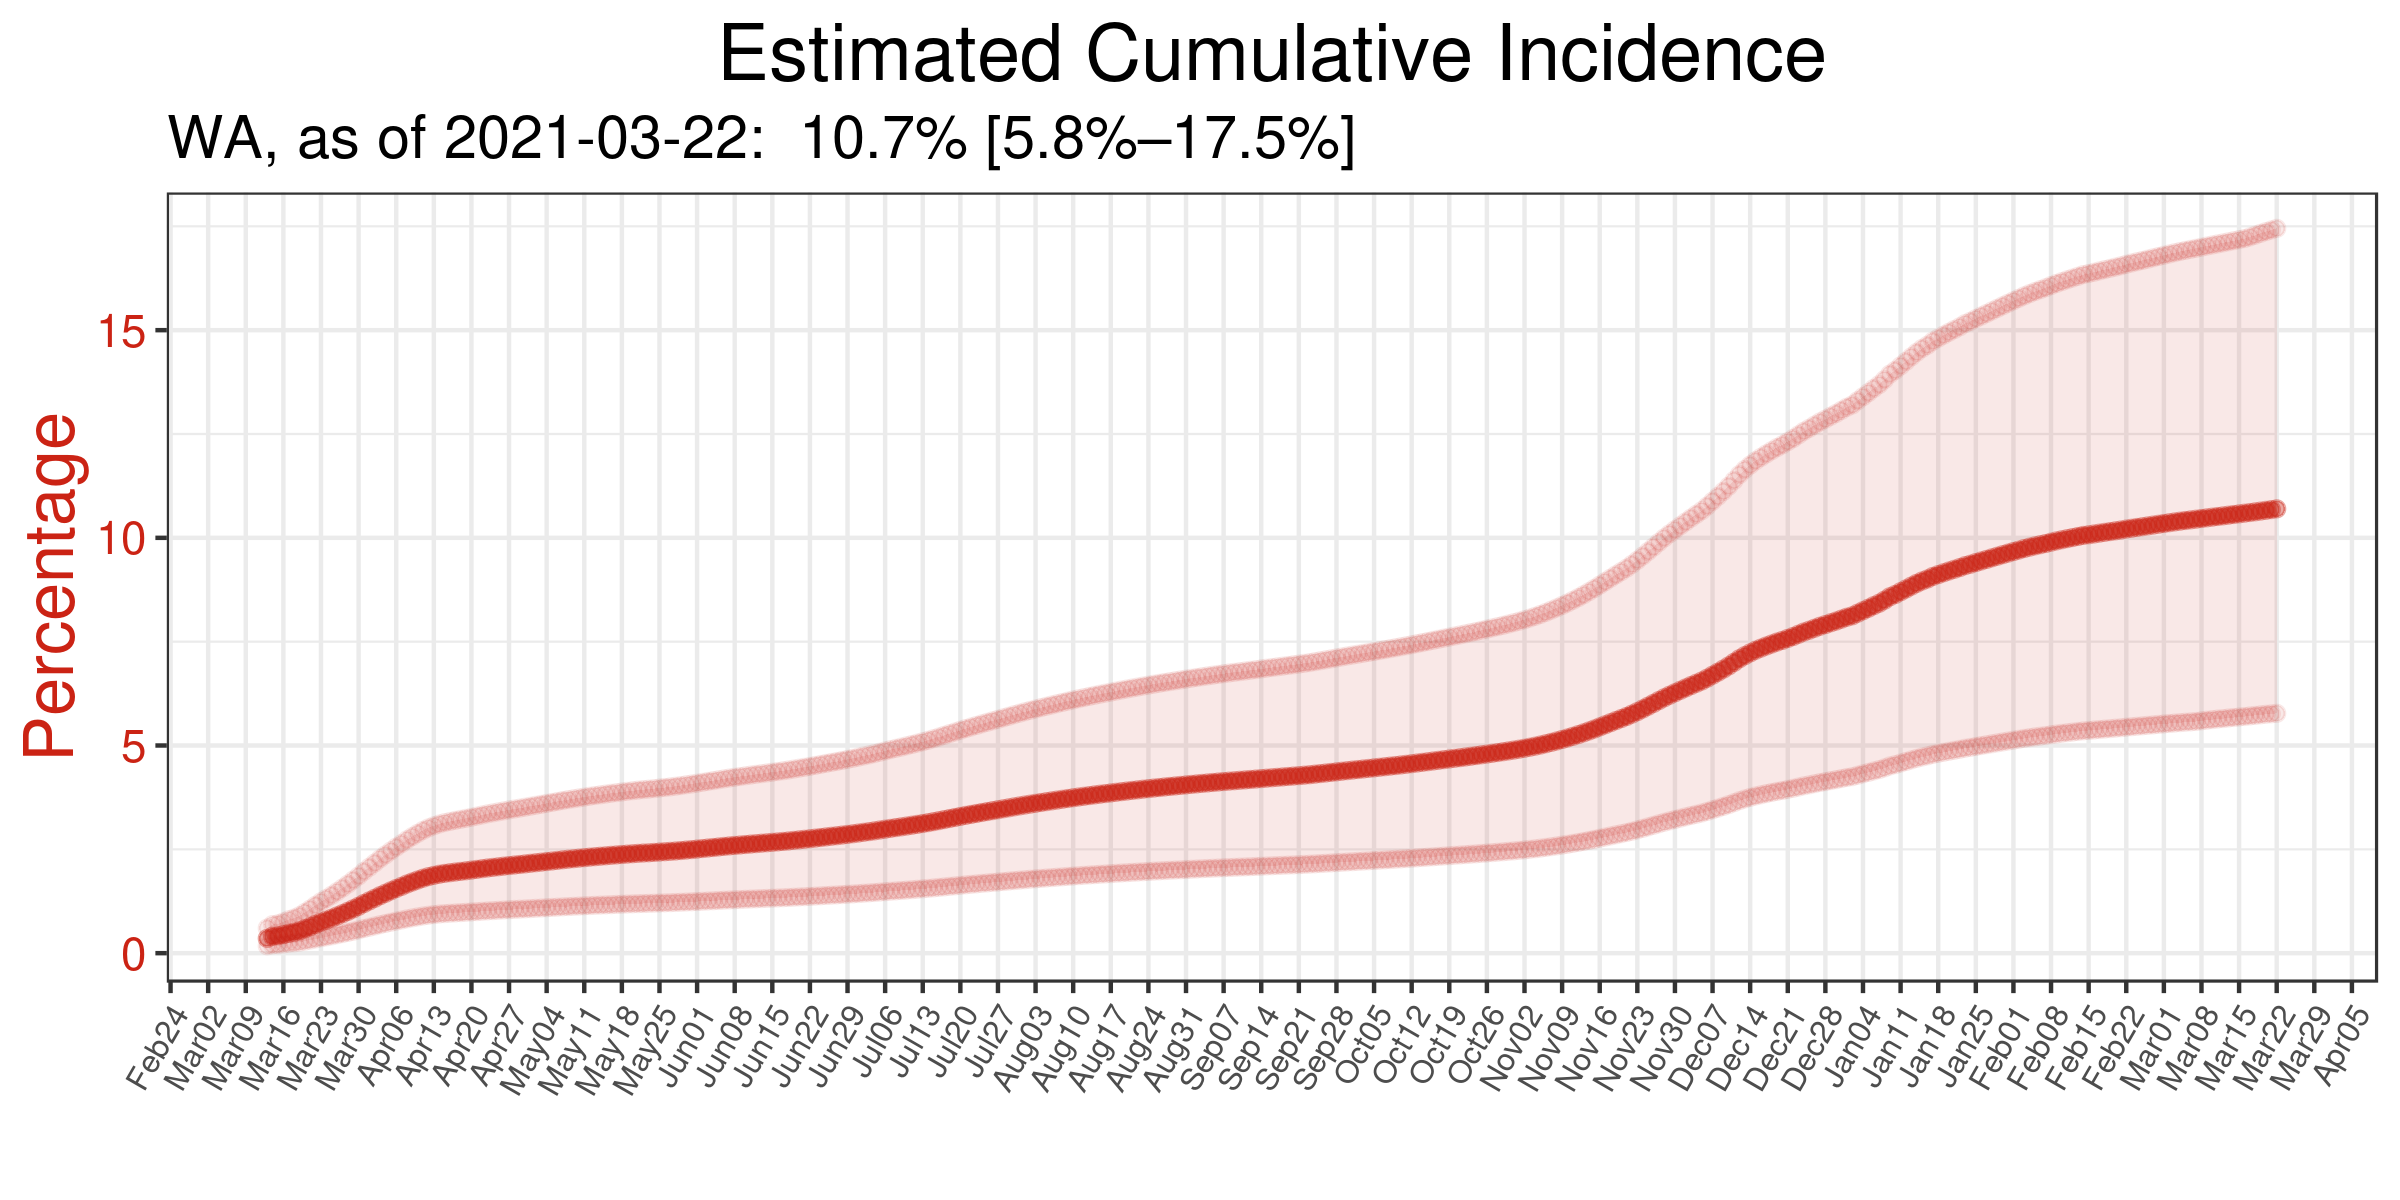 Estimated Cumulative Incidence
WA, as of 2021-03-22:  10.7% [5.8%–17.5%]
Percentage
15
10
5
0
Feb24
Mar02
Mar09
Mar16
Mar23
Mar30
Apr06
Apr13
Apr20
Apr27
May04
May11
May18
May25
Jun01
Jun08
Jun15
Jun22
Jun29
Jul06
Jul13
Jul20
Jul27
Aug03
Aug10
Aug17
Aug24
Aug31
Sep07
Sep14
Sep21
Sep28
Oct05
Oct12
Oct19
Oct26
Nov02
Nov09
Nov16
Nov23
Nov30
Dec07
Dec14
Dec21
Dec28
Jan04
Jan11
Jan18
Jan25
Feb01
Feb08
Feb15
Feb22
Mar01
Mar08
Mar15
Mar22
Mar29
Apr05